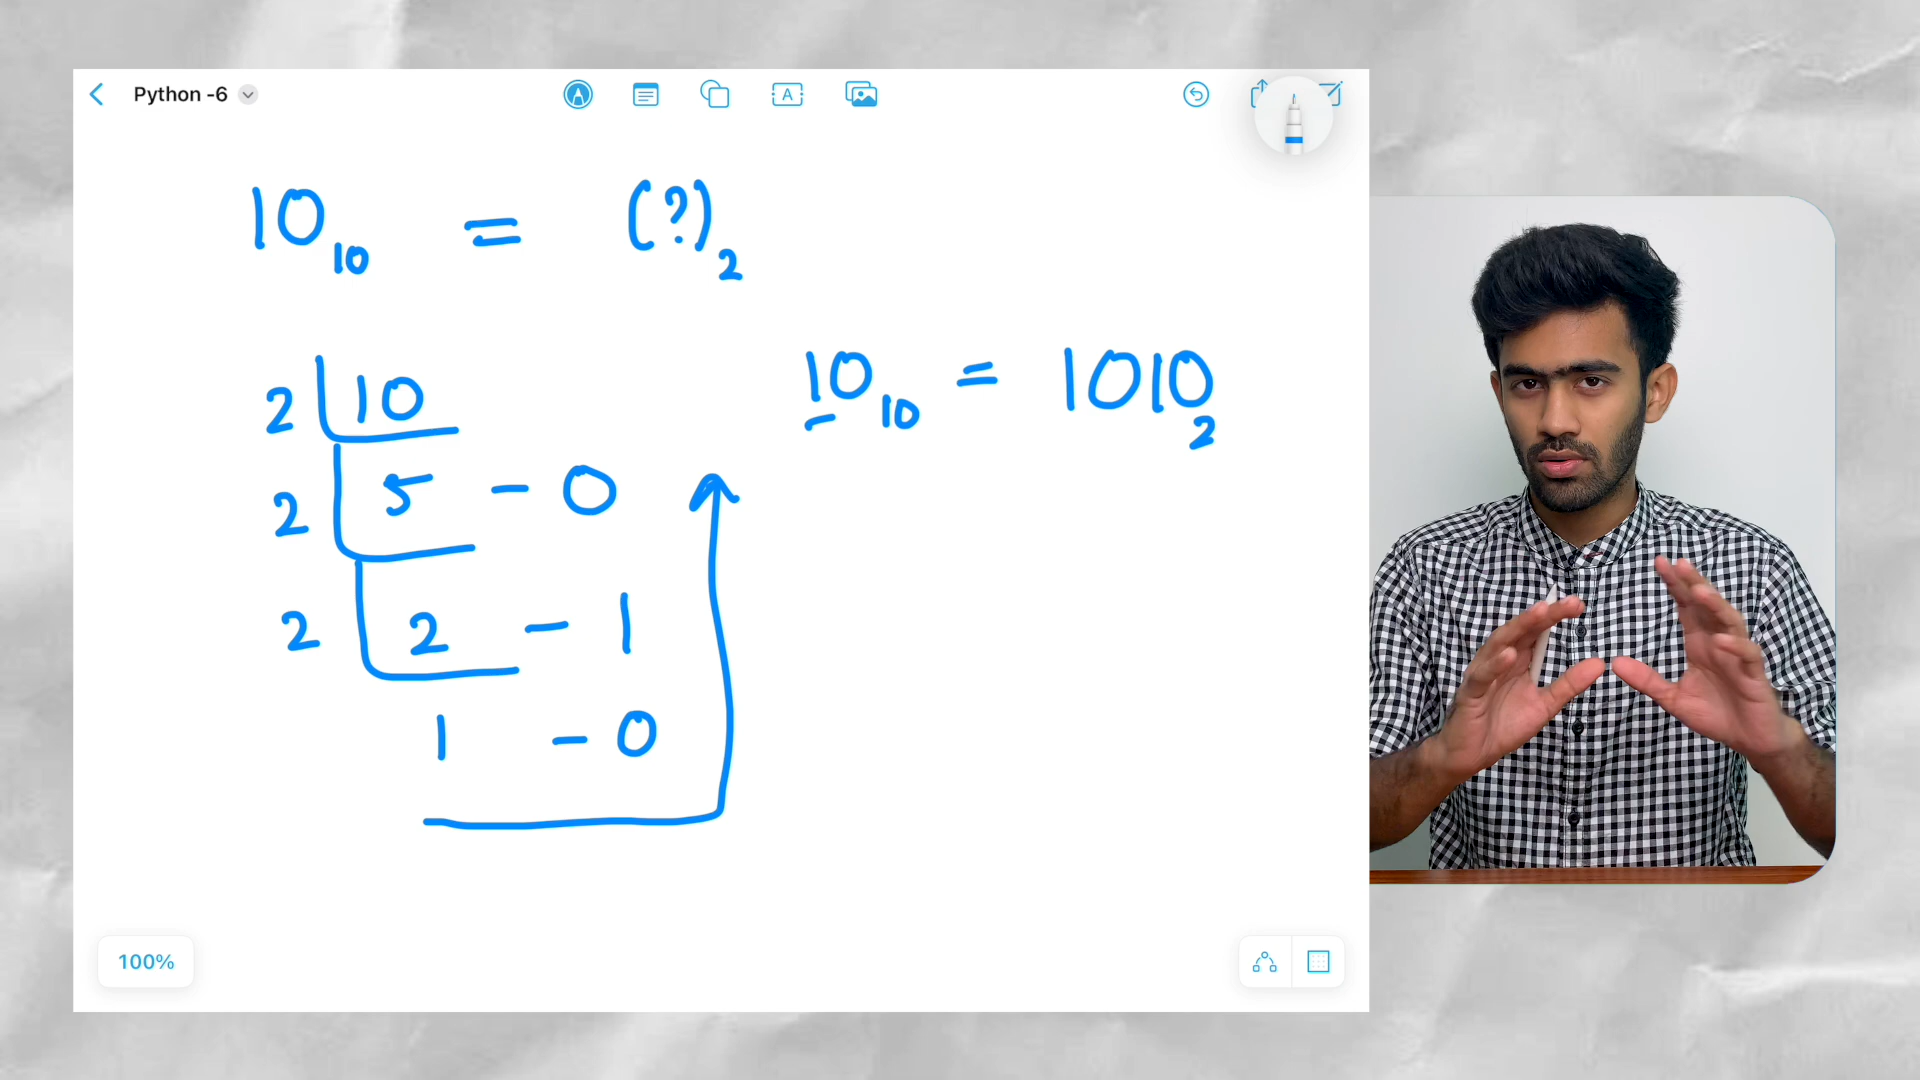 Python -6
10₁₀ = (?)₂
2 10
2 5 - 0
2 2 - 1
1 - 0
10₁₀ = 1010₂
100%